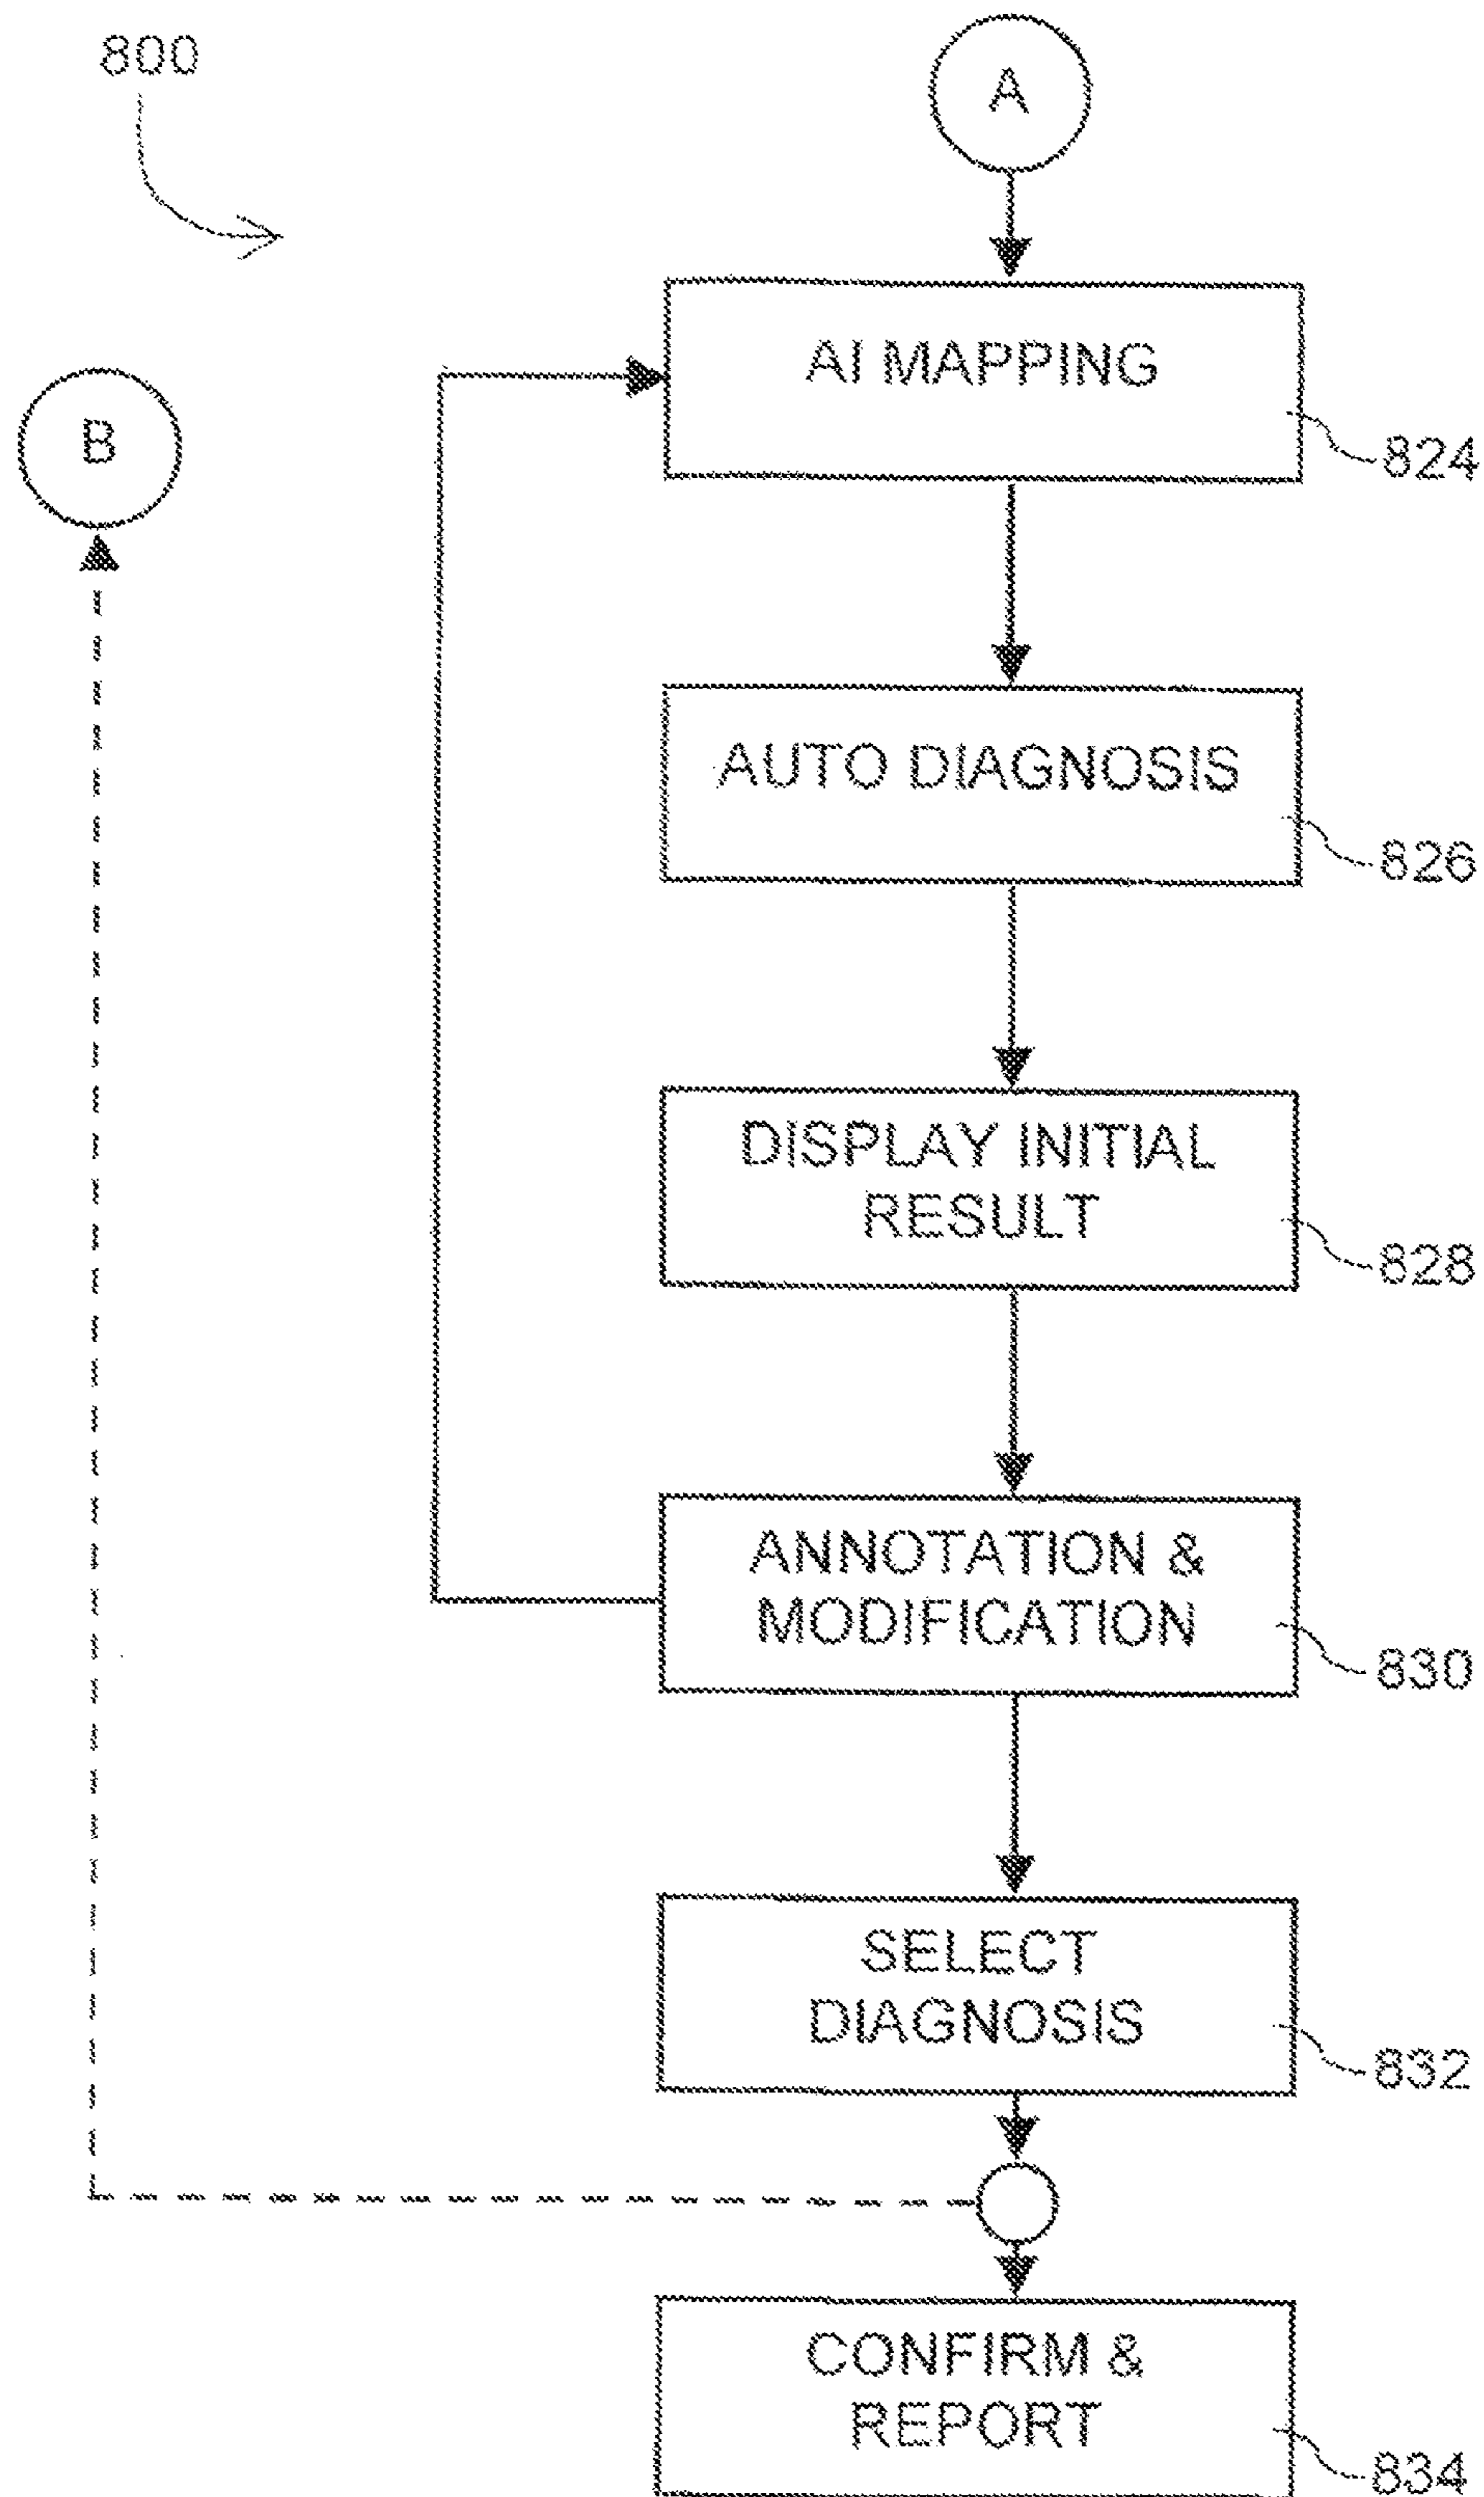 800
A
AI MAPPING
824
B
AUTO DIAGNOSIS
826
DISPLAY INITIAL
RESULT
828
ANNOTATION &
MODIFICATION
830
SELECT
DIAGNOSIS
832
CONFIRM &
REPORT
834